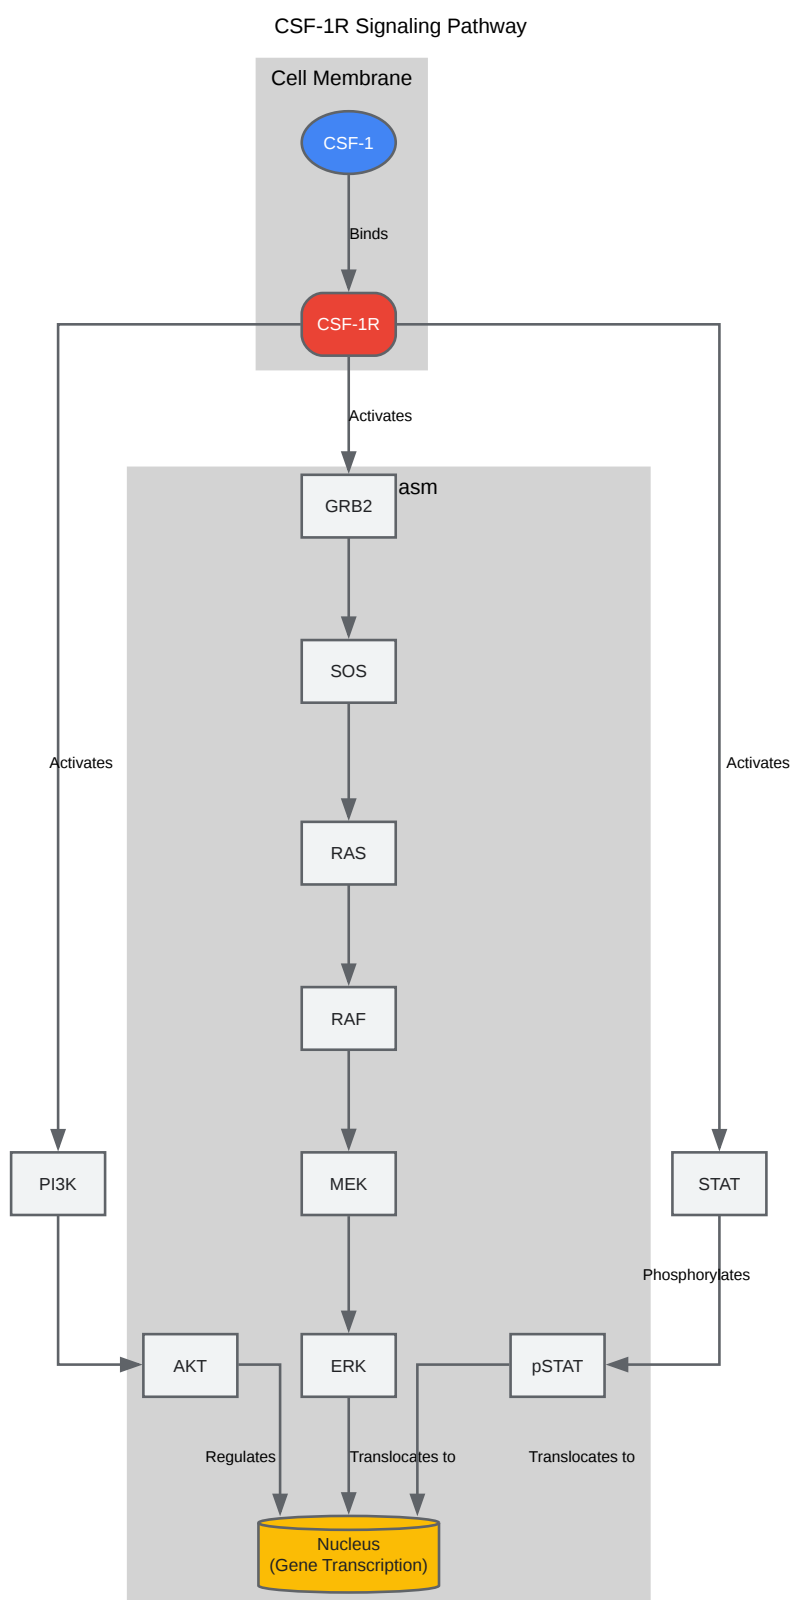 CSF-1R Signaling Pathway
Cell Membrane
CSF-1
Binds
CSF-1R
Activates
GRB2
asm
SOS
Activates
Activates
RAS
RAF
PI3K
MEK
STAT
Phosphorylates
AKT
ERK
pSTAT
Regulates
Translocates to
Translocates to
Nucleus
(Gene Transcription)